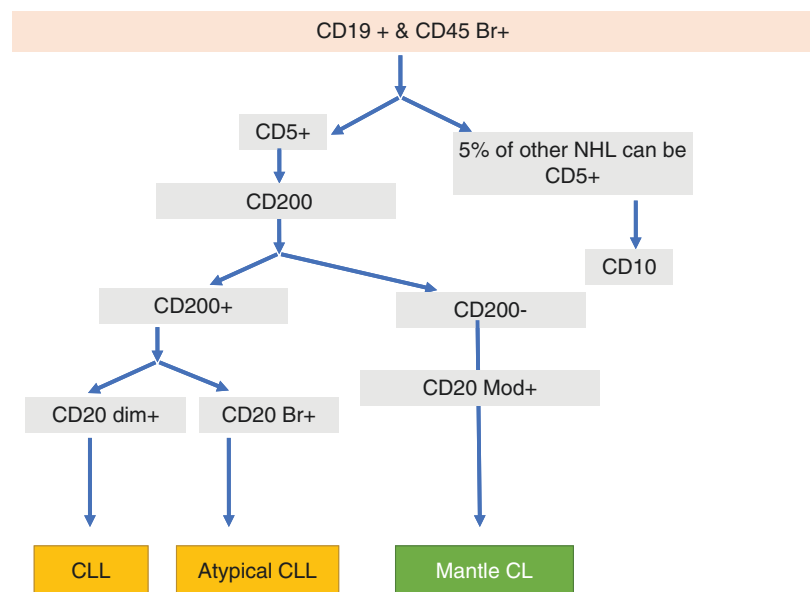 CD19 + & CD45 Br+
CD5+
5% of other NHL can be
CD5+
CD200
CD10
CD200+
CD200-
CD20 Mod+
CD20 dim+
CD20 Br+
CLL
Atypical CLL
Mantle CL